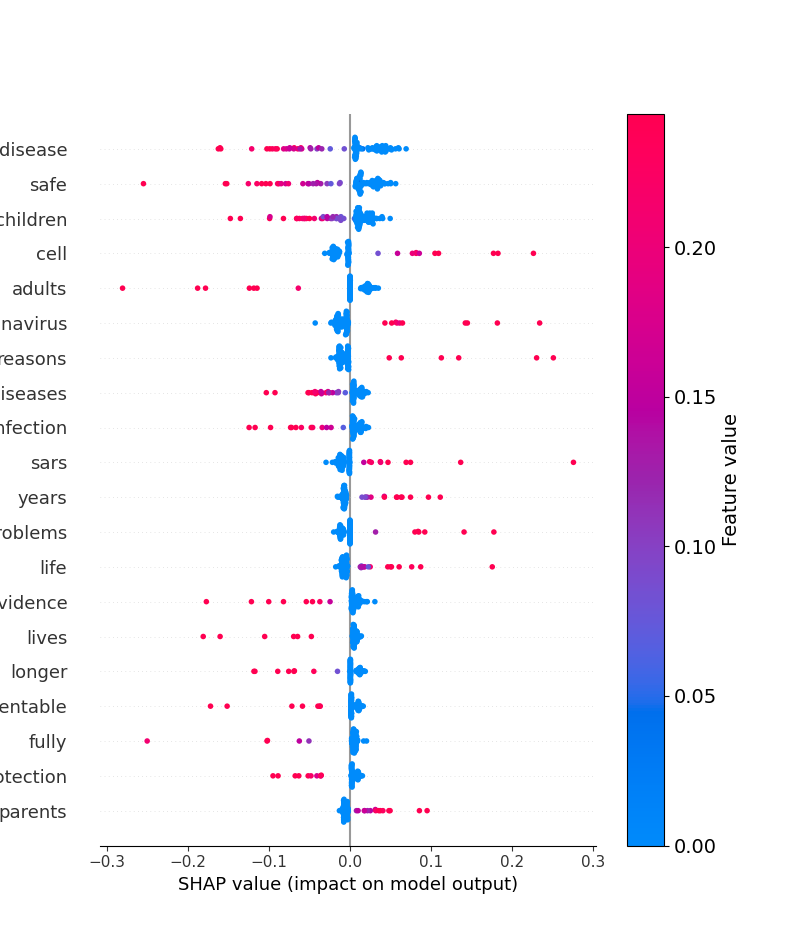 disease
safe
children
cell
adults
navirus
reasons
iseases
nfection
sars
years
roblems
life
vidence
lives
longer
entable
fully
otection
parents
−0.3 −0.2 −0.1 0.0 0.1 0.2 0.3
SHAP value (impact on model output)
0.20
0.15
0.10
0.05
0.00
Feature value